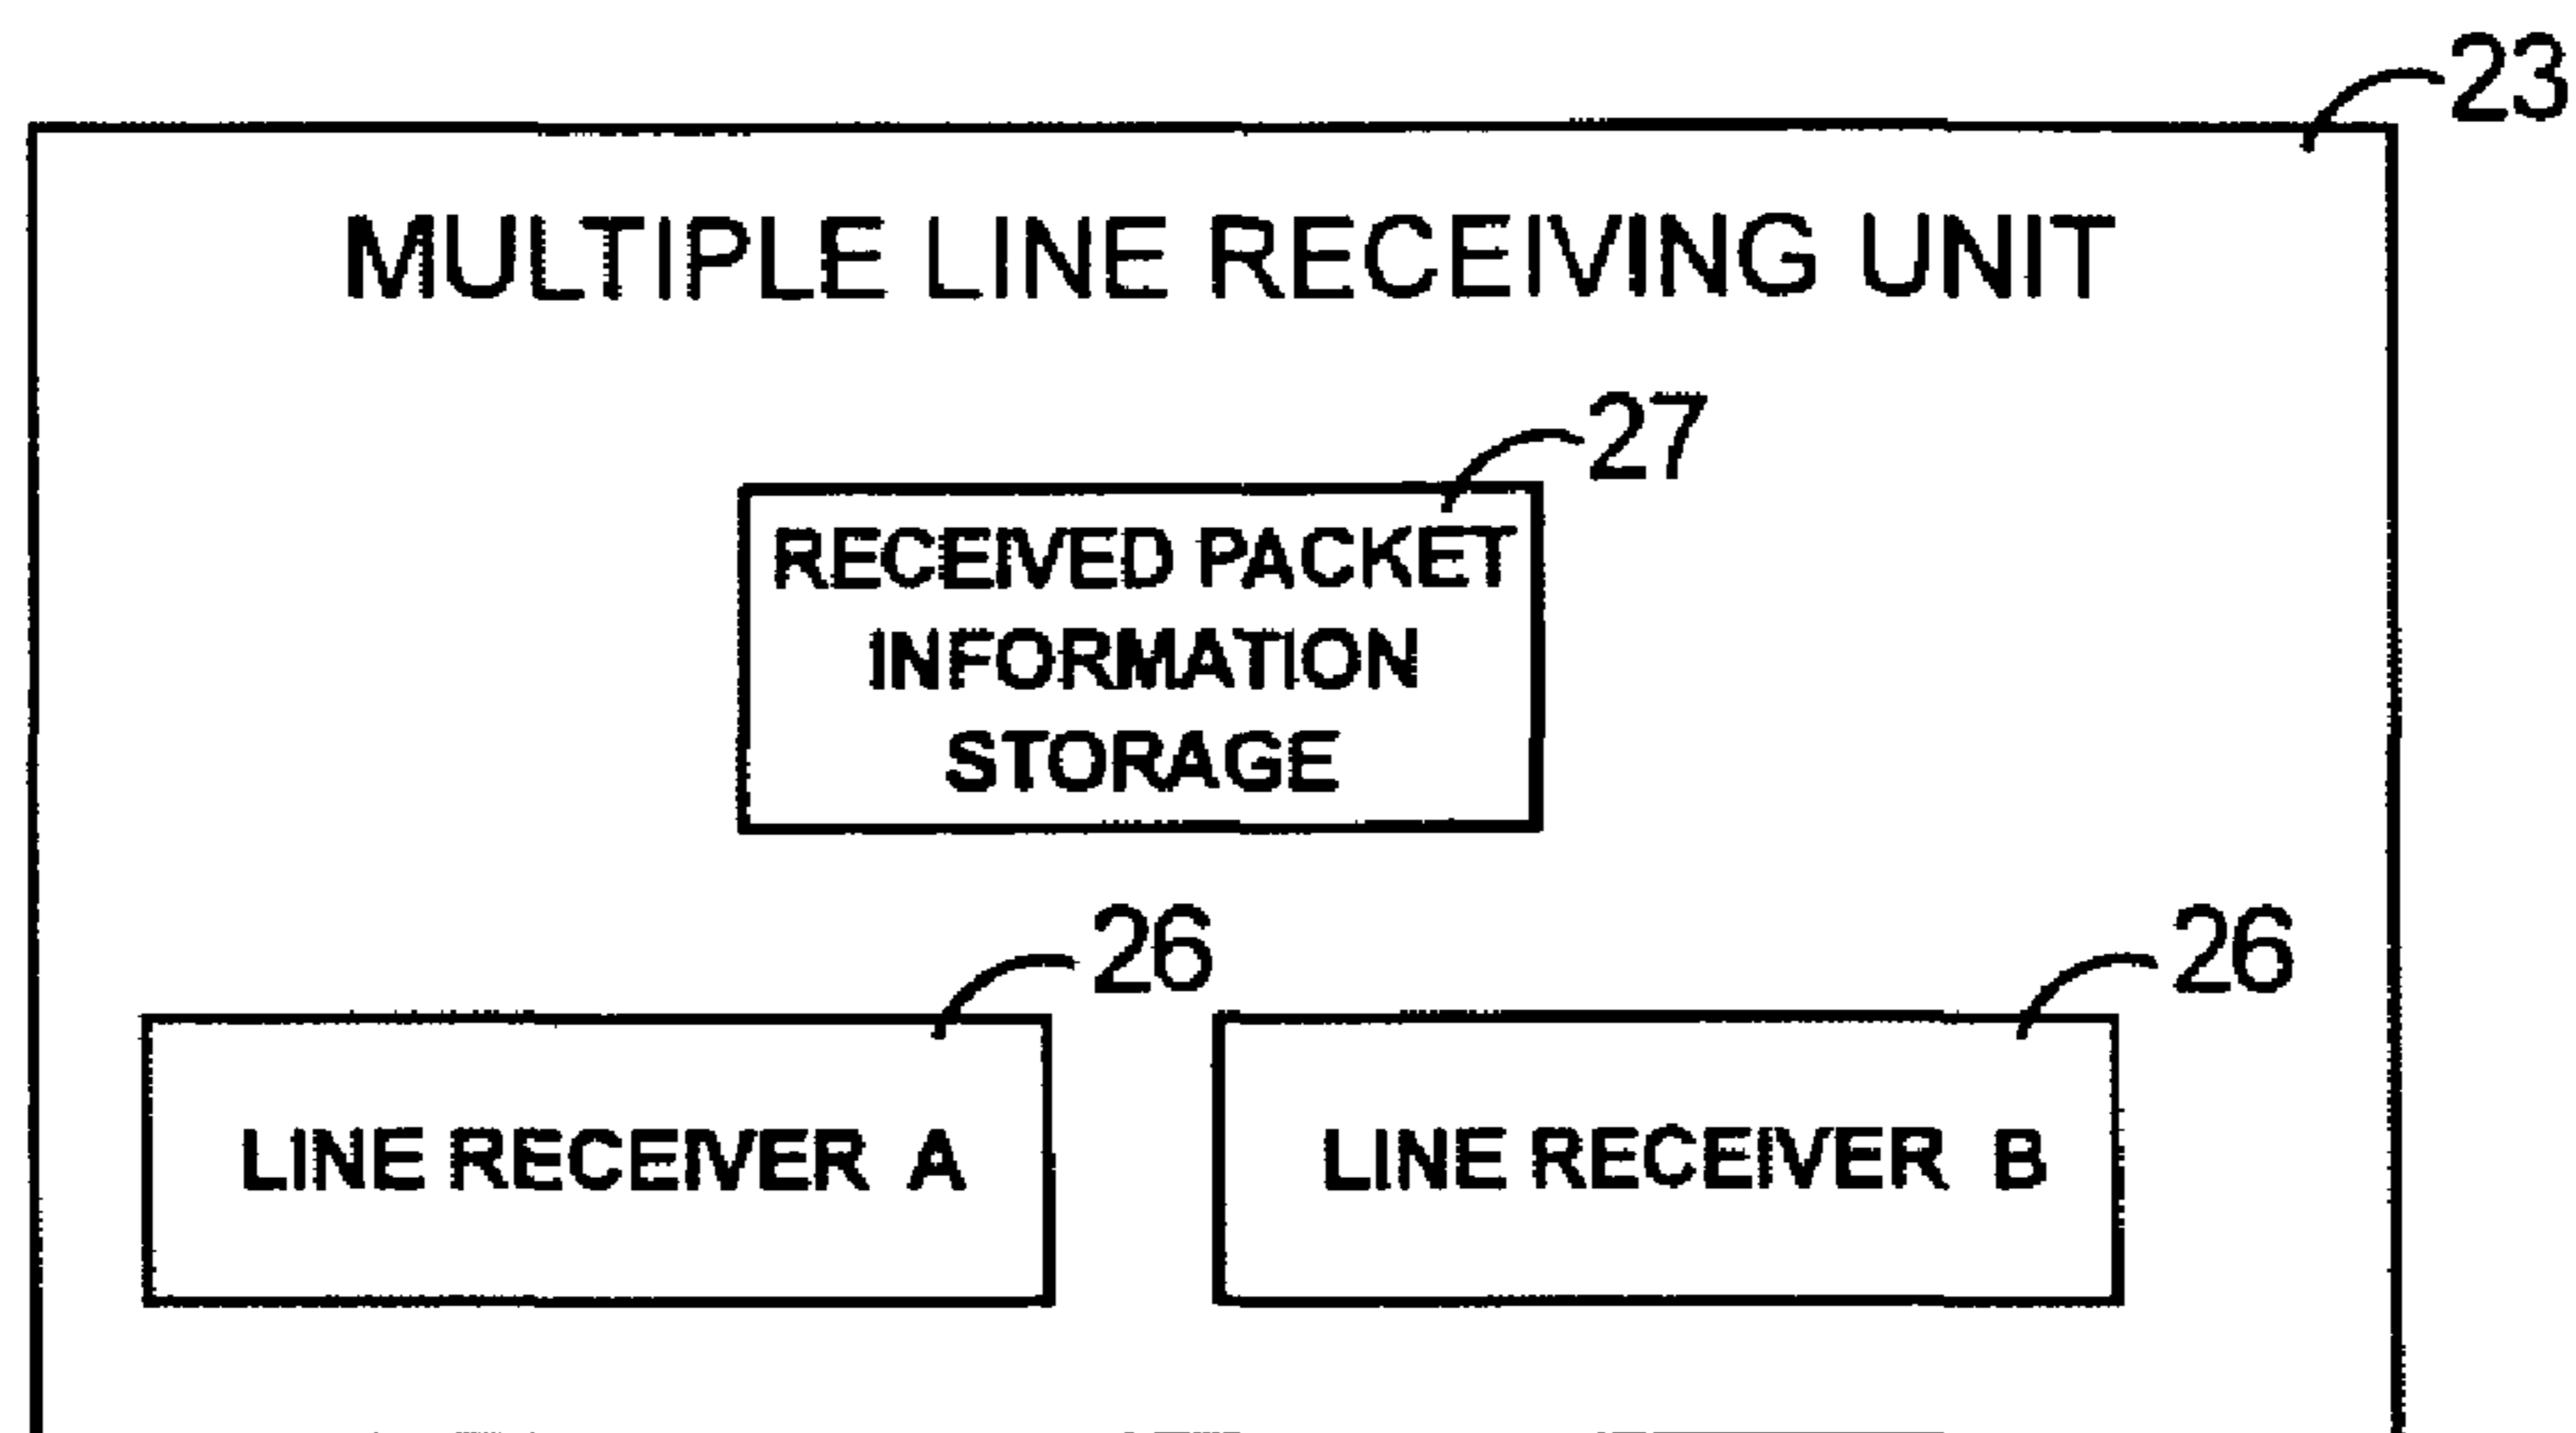 23
MULTIPLE LINE RECEIVING UNIT
27
RECEIVED PACKET
INFORMATION
STORAGE
26
26
LINE RECEIVER A
LINE RECEIVER B